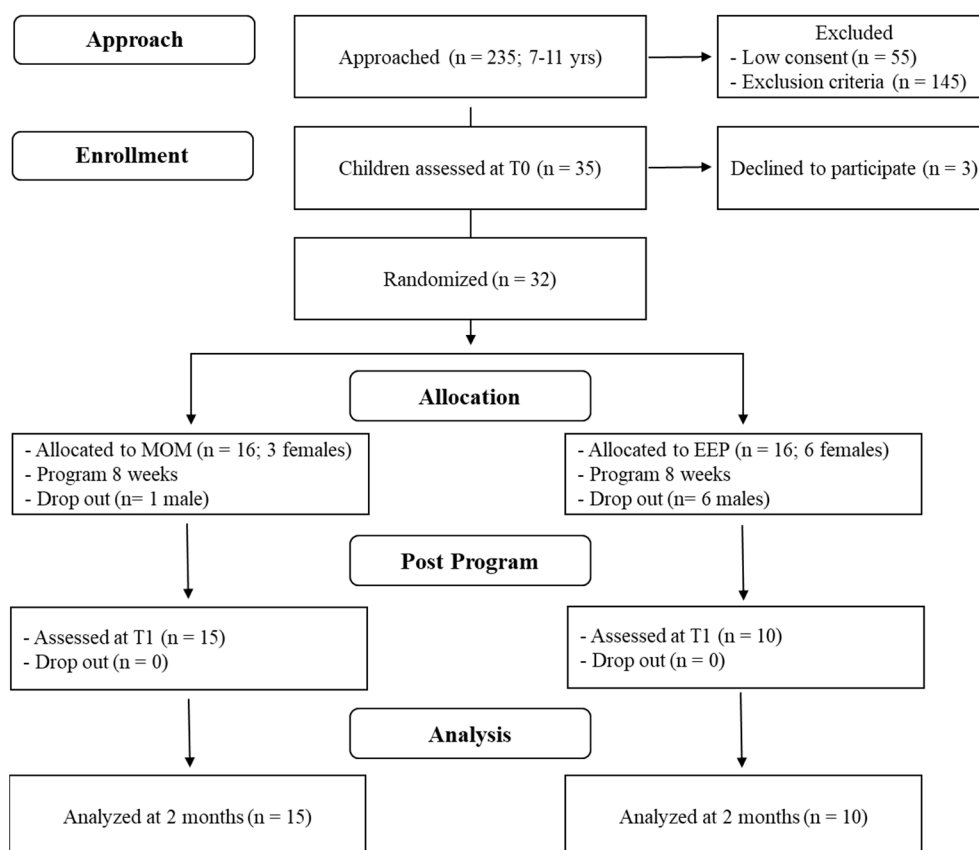 Approach
Approached (n = 235; 7-11 yrs)
Excluded
- Low consent (n = 55)
- Exclusion criteria (n = 145)
Enrollment
Children assessed at T0 (n = 35)
Declined to participate (n = 3)
Randomized (n = 32)
Allocation
- Allocated to MOM (n = 16; 3 females)
- Program 8 weeks
- Drop out (n= 1 male)
- Allocated to EEP (n = 16; 6 females)
- Program 8 weeks
- Drop out (n= 6 males)
Post Program
- Assessed at T1 (n = 15)
- Drop out (n = 0)
- Assessed at T1 (n = 10)
- Drop out (n = 0)
Analysis
Analyzed at 2 months (n = 15)
Analyzed at 2 months (n = 10)